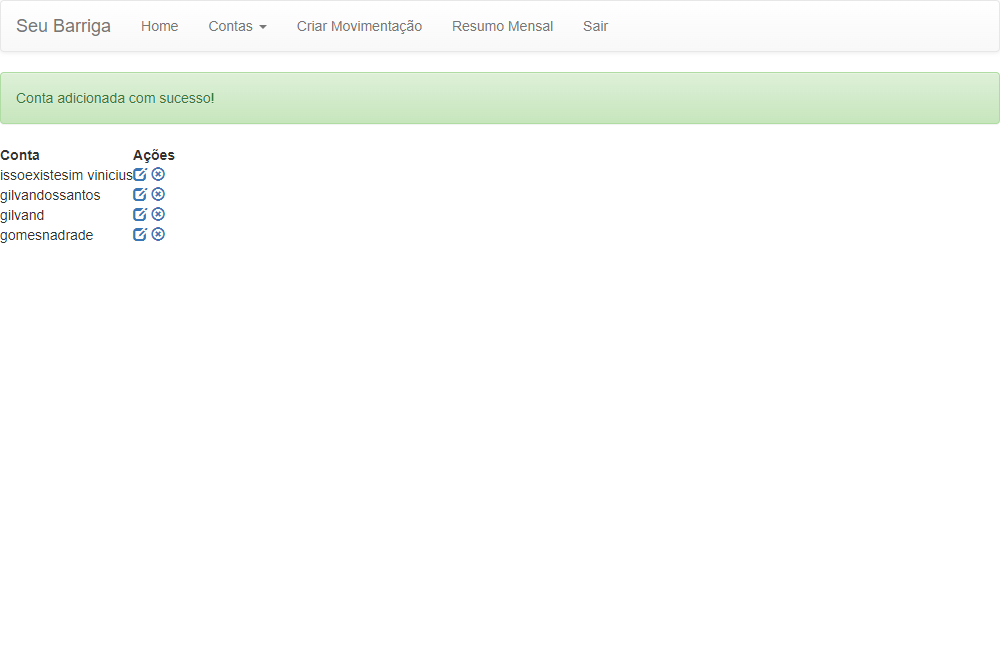 Seu Barriga Home Contas Criar Movimentação Resumo Mensal Sair
Conta adicionada com sucesso!
Conta Ações
issoexistesim vinicius
gilvandossantos
gilvand
gomesnadrade